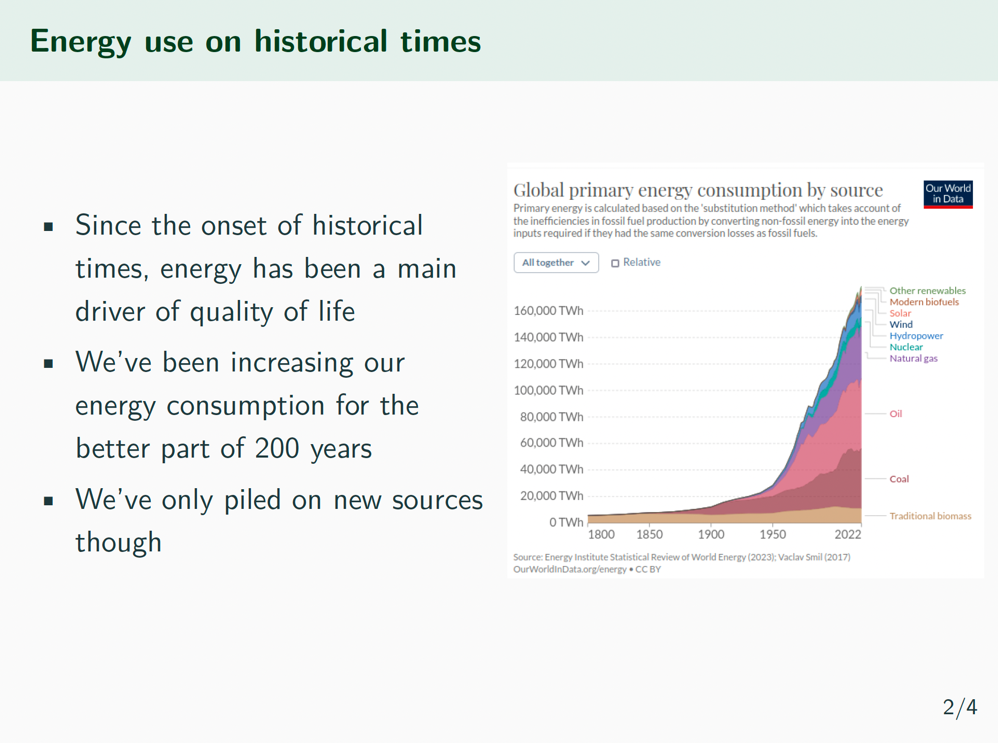 Energy use on historical times
▪ Since the onset of historical
times, energy has been a main
driver of quality of life
▪ We've been increasing our
energy consumption for the
better part of 200 years
▪ We've only piled on new sources
though
Global primary energy consumption by source
Our World
in Data
Primary energy is calculated based on the 'substitution method' which takes account of
the inefficiencies in fossil fuel production by converting non-fossil energy into the energy
inputs required if they had the same conversion losses as fossil fuels.
All together
Relative
160,000 TWh
140,000 TWh
120,000 TWh
100,000 TWh
80,000 TWh
60,000 TWh
40,000 TWh
20,000 TWh
0 TWh
1800 1850 1900 1950 2022
Other renewables
Modern biofuels
Solar
Wind
Hydropower
Nuclear
Natural gas
Oil
Coal
Traditional biomass
Source: Energy Institute Statistical Review of World Energy (2023); Vaclav Smil (2017)
OurWorldInData.org/energy • CC BY
2/4